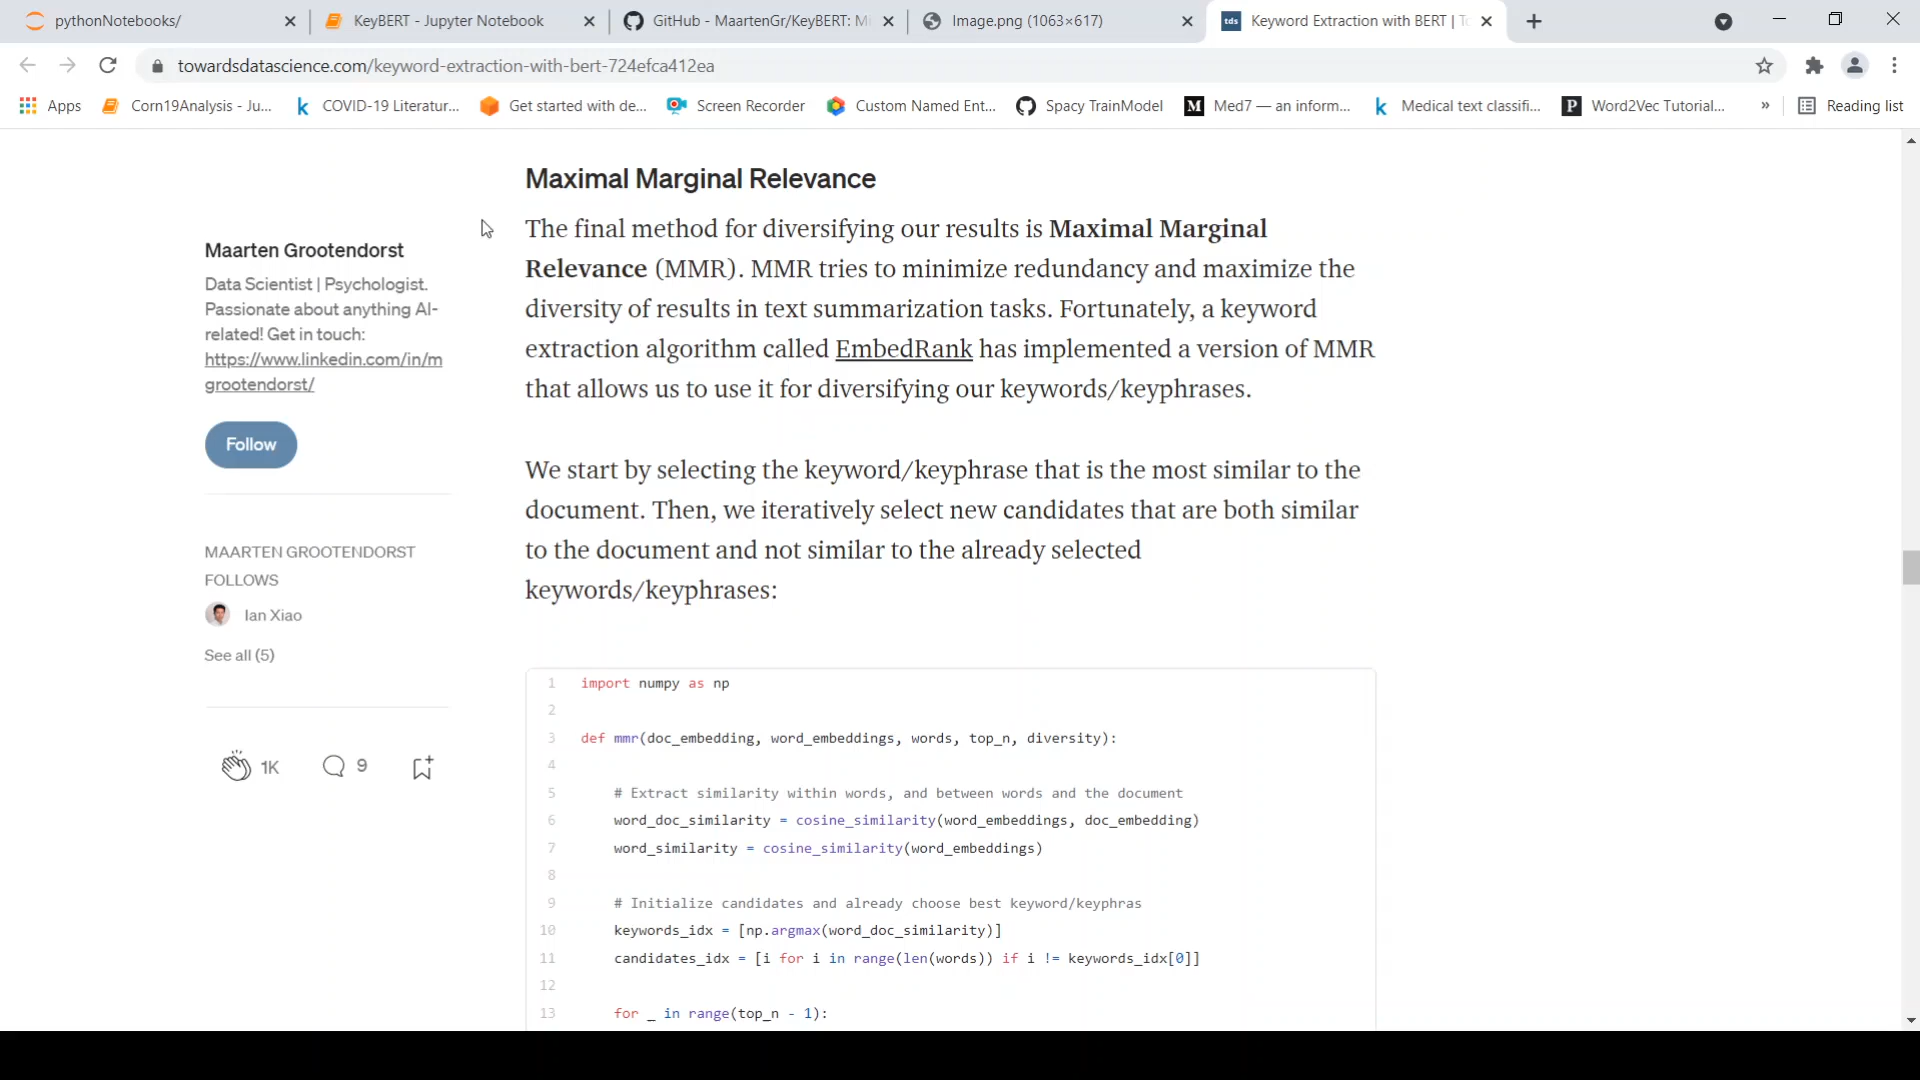 pythonNotebooks/
KeyBERT - Jupyter Notebook
GitHub - MaartenGr/KeyBERT: Mi
Image.png (1063×617)
tds
Keyword Extraction with BERT | To
towardsdatascience.com/keyword-extraction-with-bert-724efca412ea
Apps
Corn19Analysis - Ju...
k
COVID-19 Literatur...
Get started with de...
Screen Recorder
Custom Named Ent...
Spacy TrainModel
M
Med7 — an inform...
k
Medical text classifi...
P
Word2Vec Tutorial...
»
Reading list
Maarten Grootendorst
Data Scientist | Psychologist.
Passionate about anything AI-
related! Get in touch:
https://www.linkedin.com/in/m
grootendorst/
Follow
MAARTEN GROOTENDORST
FOLLOWS
Ian Xiao
See all (5)
1K
9
Maximal Marginal Relevance
The final method for diversifying our results is Maximal Marginal
Relevance (MMR). MMR tries to minimize redundancy and maximize the
diversity of results in text summarization tasks. Fortunately, a keyword
extraction algorithm called EmbedRank has implemented a version of MMR
that allows us to use it for diversifying our keywords/keyphrases.
We start by selecting the keyword/keyphrase that is the most similar to the
document. Then, we iteratively select new candidates that are both similar
to the document and not similar to the already selected
keywords/keyphrases:
1 import numpy as np
2
3 def mmr(doc_embedding, word_embeddings, words, top_n, diversity):
4
5 # Extract similarity within words, and between words and the document
6 word_doc_similarity = cosine_similarity(word_embeddings, doc_embedding)
7 word_similarity = cosine_similarity(word_embeddings)
8
9 # Initialize candidates and already choose best keyword/keyphras
10 keywords_idx = [np.argmax(word_doc_similarity)]
11 candidates_idx = [i for i in range(len(words)) if i != keywords_idx[0]]
12
13 for _ in range(top_n - 1):